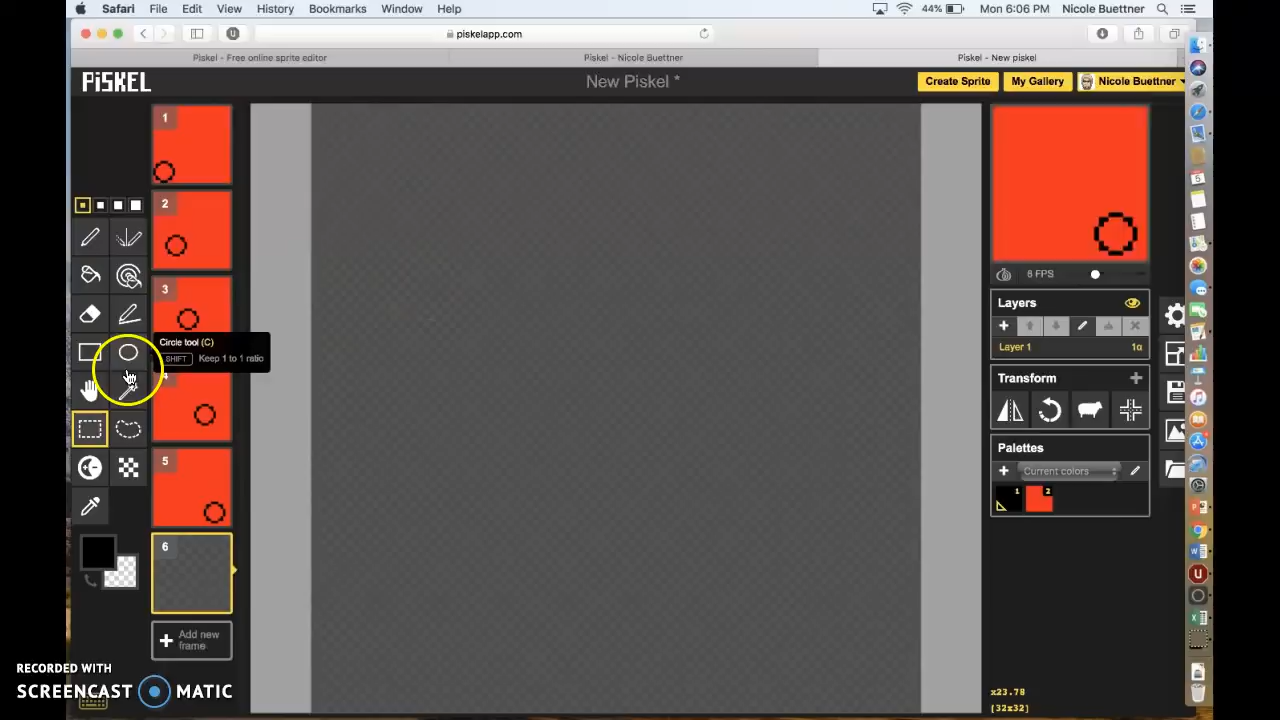 Safari File Edit View History Bookmarks Window Help 44% Mon 6:06 PM Nicole Buettner
piskelapp.com
Piskel - Free online sprite editor Piskel - Nicole Buettner Piskel - New piskel
PiSKEL New Piskel * Create Sprite My Gallery Nicole Buettner
1
2
3
5
6
Add new
frame
Circle tool (C)
SHIFT Keep 1 to 1 ratio
6 FPS
Layers
Layer 1 1α
Transform
Palettes
Current colors
1 2
x23.78
[32x32]
RECORDED WITH
SCREENCAST MATIC